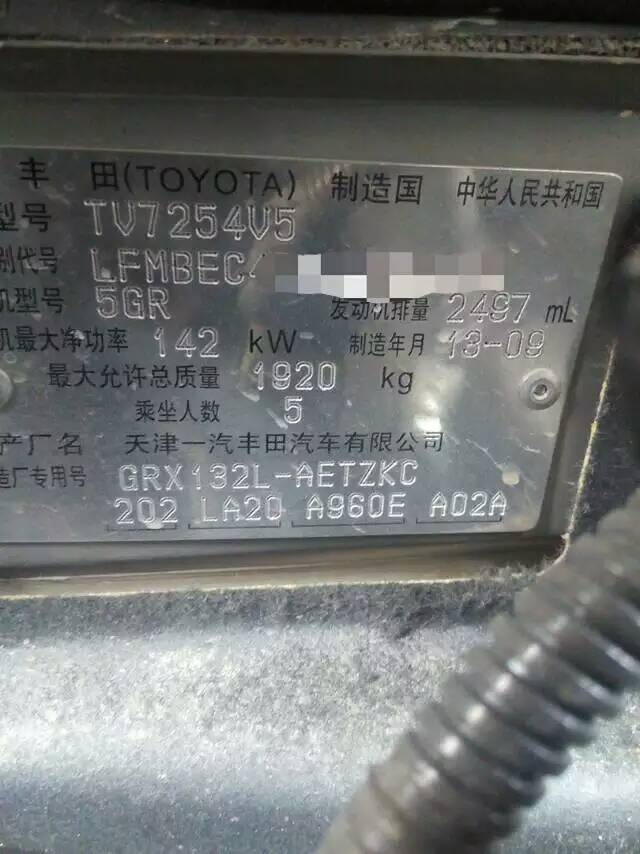 丰田(TOYOTA) 制造国 中华人民共和国
型号 TV7254V5
别代号 LFMBEC
机型号 5GR 发动机排量 2497 mL
机最大净功率 142 kW 制造年月 13-09
最大允许总质量 1920 kg
乘坐人数 5
产厂名 天津一汽丰田汽车有限公司
造厂专用号 GRX132L-AETZKC
202 LA20 A960E A02A